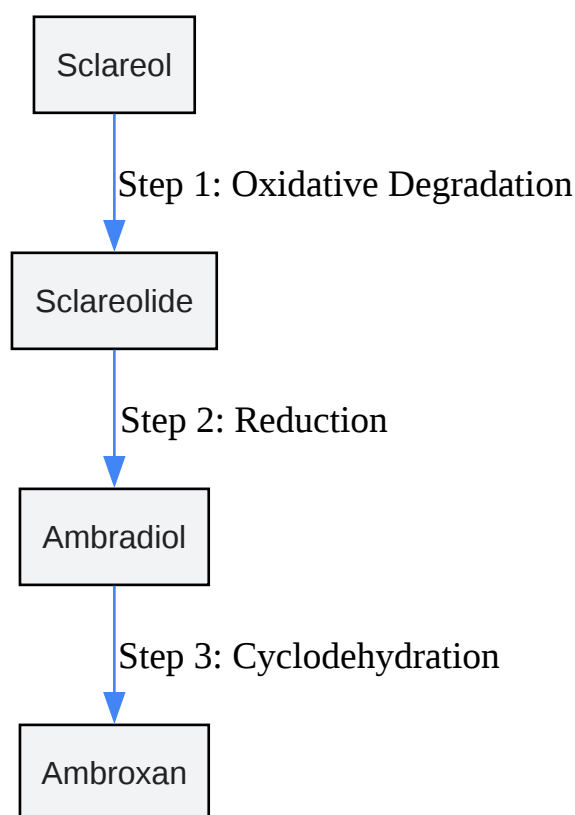 Sclareol
Step 1: Oxidative Degradation
Sclareolide
Step 2: Reduction
Ambradiol
Step 3: Cyclodehydration
Ambroxan